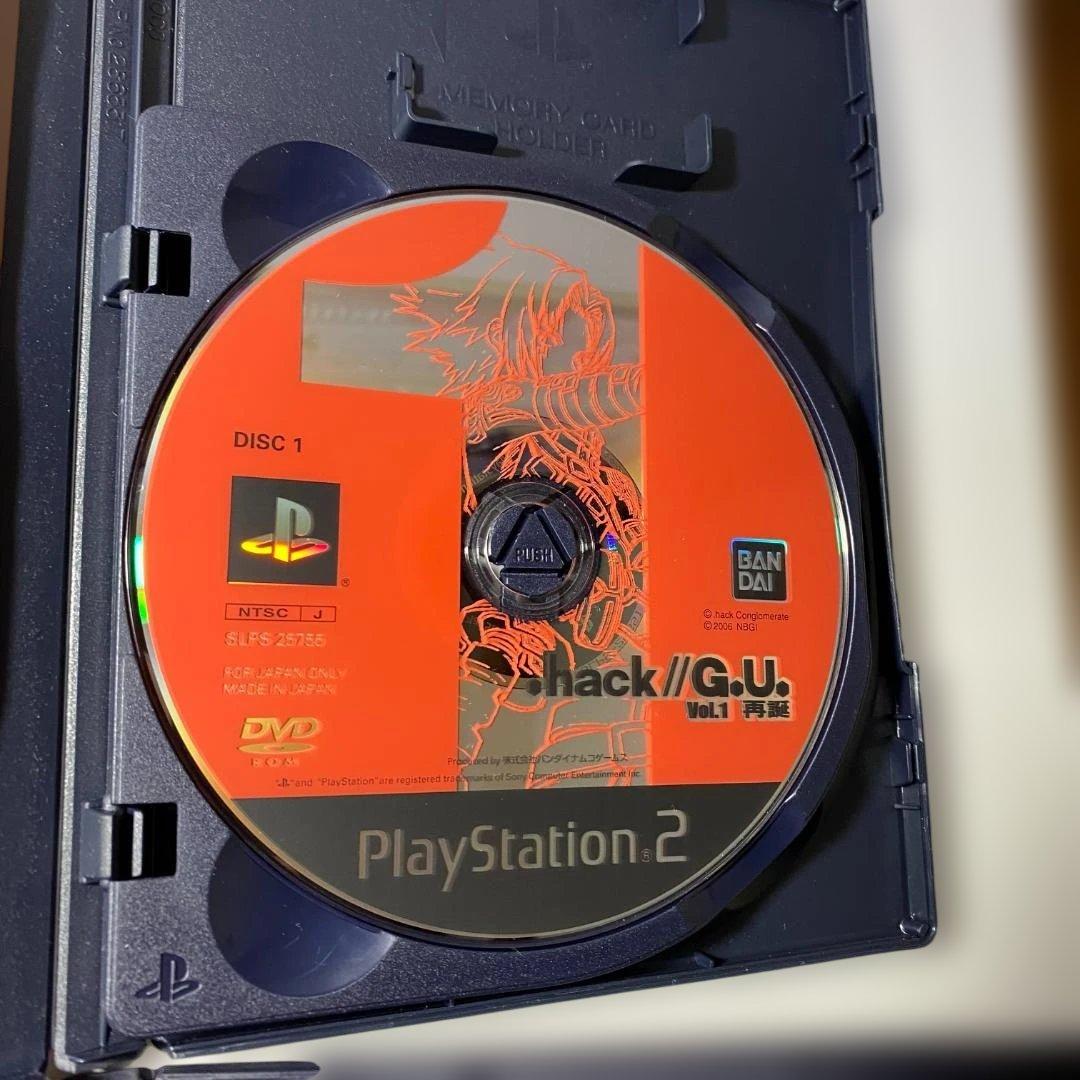 MEMORY CARD
HOLDER
DISC 1
PUSH
NTSC J
SLPS 25755
FOR JAPAN ONLY
MADE IN JAPAN
DVD
ROM
BAN
DAI
© .hack Conglomerate
© 2006 NBGI
.hack//G.U.
Vol.1 再誕
Produced by 株式会社バンダイナムコゲームス
"PS" and "PlayStation" are registered trademarks of Sony Computer Entertainment Inc.
PlayStation®2